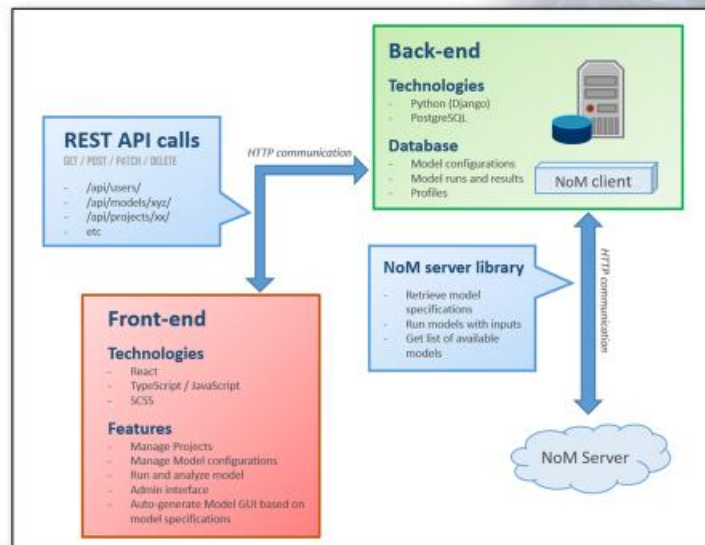 Back-end
Technologies
- Python (Django)
- PostgreSQL
Database
- Model configurations
- Model runs and results
- Profiles
NoM client
REST API calls
GET / POST / PATCH / DELETE
- /api/users/
- /api/models/xyz/
- /api/projects/xx/
- etc
HTTP communication
NoM server library
- Retrieve model
specifications
- Run models with inputs
- Get list of available
models
HTTP communication
Front-end
Technologies
- React
- TypeScript / JavaScript
- SCSS
Features
- Manage Projects
- Manage Model configurations
- Run and analyze model
- Admin interface
- Auto-generate Model GUI based on
model specifications
NoM Server